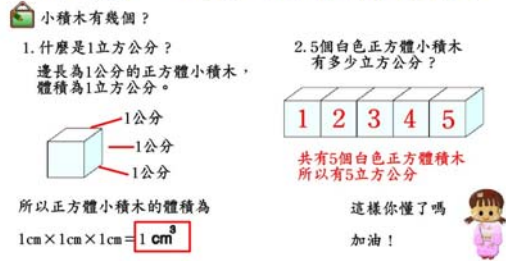 小積木有幾個？
1. 什麼是1立方公分？
邊長為1公分的正方體小積木，
體積為1立方公分。
1公分
1公分
1公分
所以正方體小積木的體積為
1cm×1cm×1cm=1 cm³
2. 5個白色正方體小積木
有多少立方公分？
1 2 3 4 5
共有5個白色正方體積木
所以有5立方公分
這樣你懂了嗎
加油！